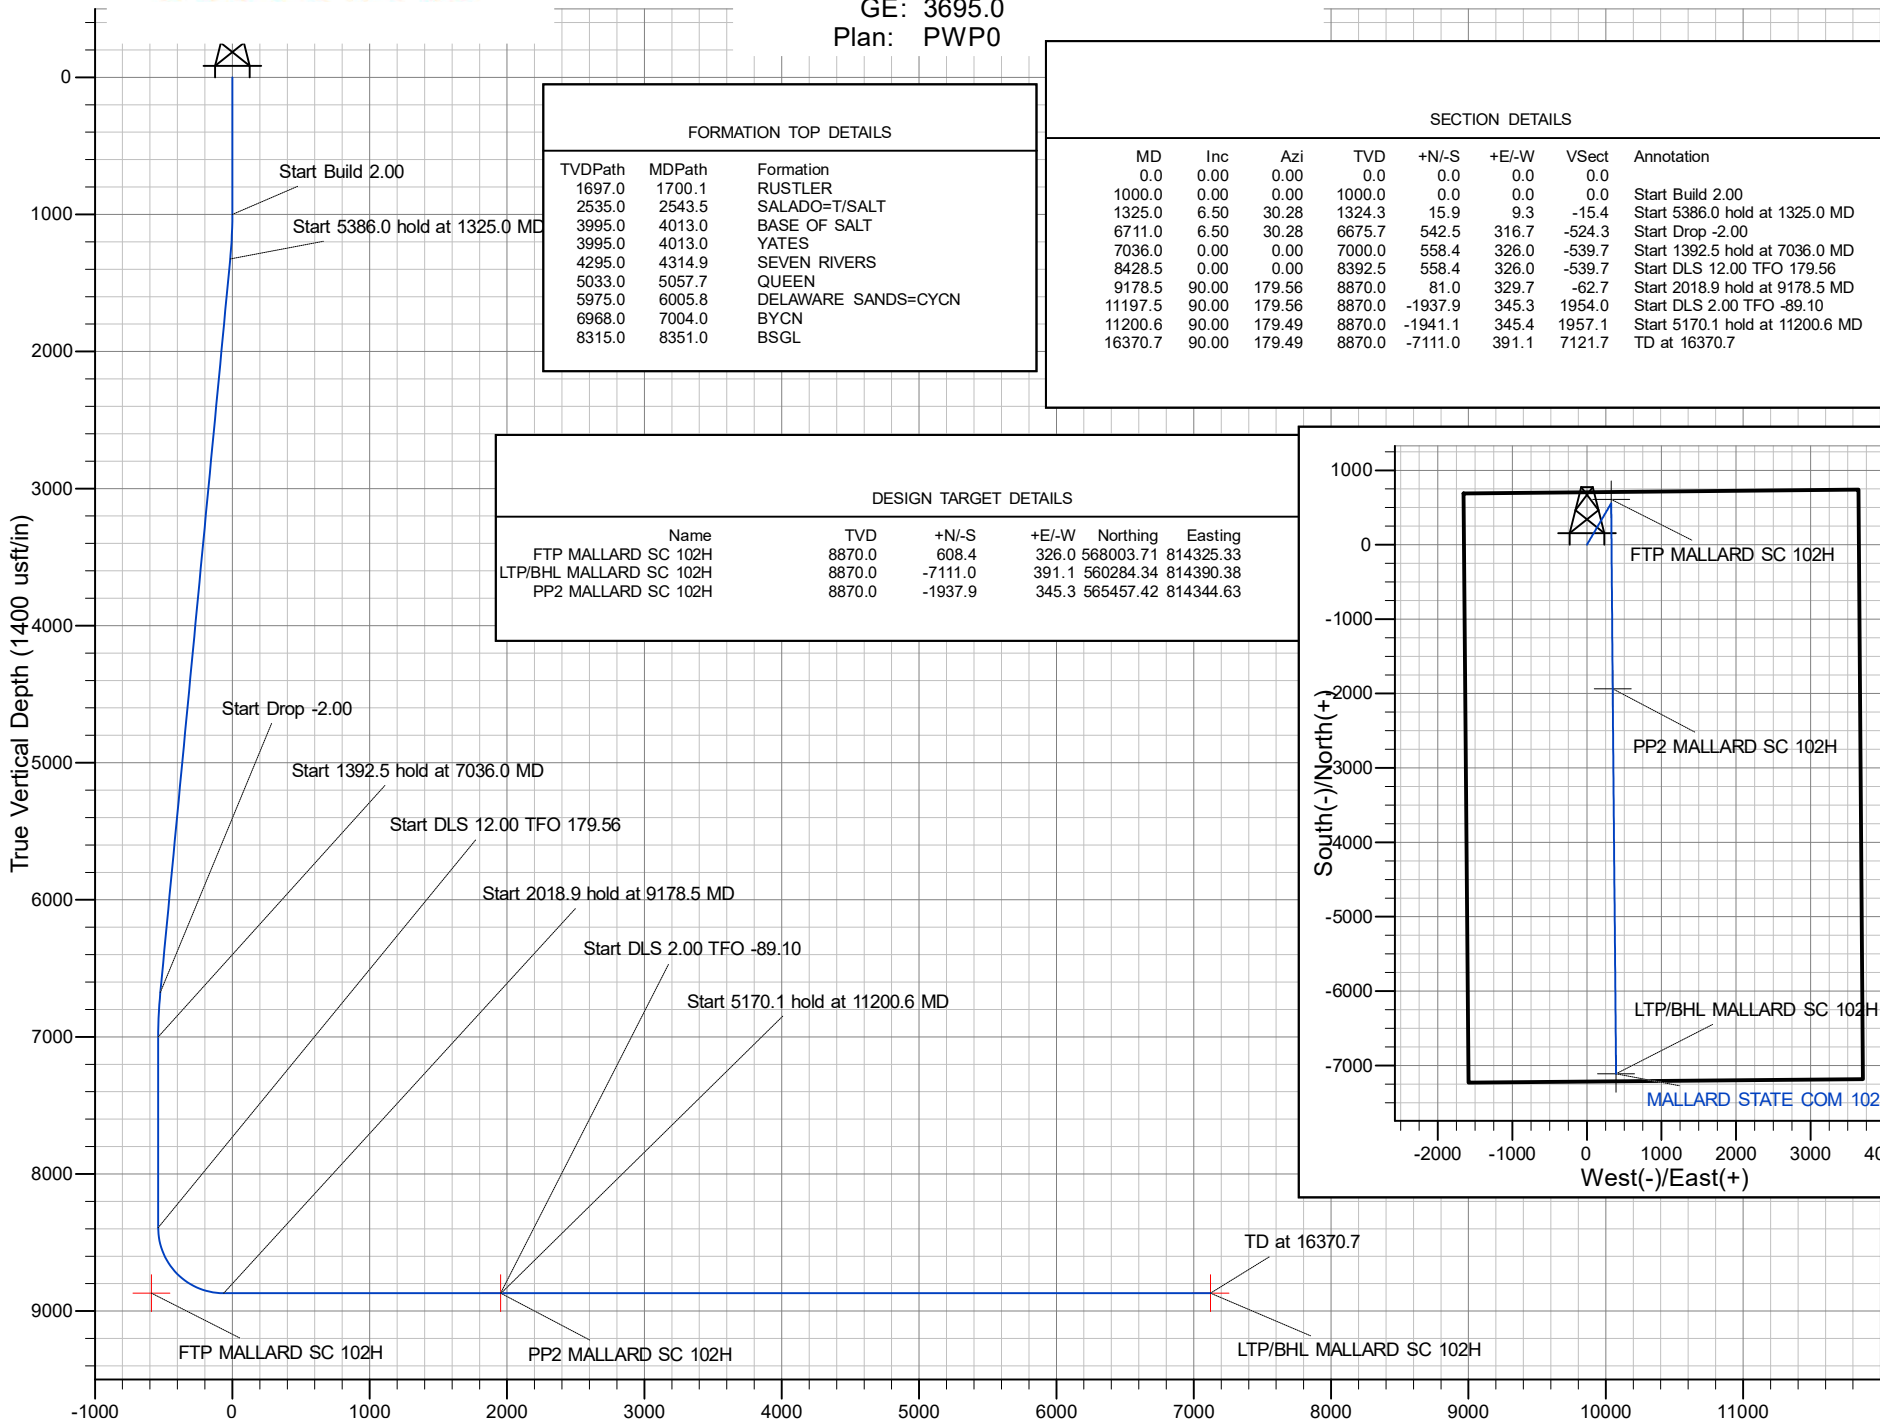 GE: 3695.0
Plan: PWP0
True Vertical Depth (1400 usft/in)
0
1000
2000
3000
4000
5000
6000
7000
8000
9000
-1000 0 1000 2000 3000 4000 5000 6000 7000 8000 9000 10000 11000
Start Build 2.00
Start 5386.0 hold at 1325.0 MD
Start Drop -2.00
Start 1392.5 hold at 7036.0 MD
Start DLS 12.00 TFO 179.56
Start 2018.9 hold at 9178.5 MD
Start DLS 2.00 TFO -89.10
Start 5170.1 hold at 11200.6 MD
TD at 16370.7
FTP MALLARD SC 102H
PP2 MALLARD SC 102H
LTP/BHL MALLARD SC 102H
FORMATION TOP DETAILS
TVDPath MDPath Formation
1697.0 1700.1 RUSTLER
2535.0 2543.5 SALADO=T/SALT
3995.0 4013.0 BASE OF SALT
3995.0 4013.0 YATES
4295.0 4314.9 SEVEN RIVERS
5033.0 5057.7 QUEEN
5975.0 6005.8 DELAWARE SANDS=CYCN
6968.0 7004.0 BYCN
8315.0 8351.0 BSGL
SECTION DETAILS
MD Inc Azi TVD +N/-S +E/-W VSect Annotation
0.0 0.00 0.00 0.0 0.0 0.0 0.0
1000.0 0.00 0.00 1000.0 0.0 0.0 0.0 Start Build 2.00
1325.0 6.50 30.28 1324.3 15.9 9.3 -15.4 Start 5386.0 hold at 1325.0 MD
6711.0 6.50 30.28 6675.7 542.5 316.7 -524.3 Start Drop -2.00
7036.0 0.00 0.00 7000.0 558.4 326.0 -539.7 Start 1392.5 hold at 7036.0 MD
8428.5 0.00 0.00 8392.5 558.4 326.0 -539.7 Start DLS 12.00 TFO 179.56
9178.5 90.00 179.56 8870.0 81.0 329.7 -62.7 Start 2018.9 hold at 9178.5 MD
11197.5 90.00 179.56 8870.0 -1937.9 345.3 1954.0 Start DLS 2.00 TFO -89.10
11200.6 90.00 179.49 8870.0 -1941.1 345.4 1957.1 Start 5170.1 hold at 11200.6 MD
16370.7 90.00 179.49 8870.0 -7111.0 391.1 7121.7 TD at 16370.7
DESIGN TARGET DETAILS
Name TVD +N/-S +E/-W Northing Easting
FTP MALLARD SC 102H 8870.0 608.4 326.0 568003.71 814325.33
LTP/BHL MALLARD SC 102H 8870.0 -7111.0 391.1 560284.34 814390.38
PP2 MALLARD SC 102H 8870.0 -1937.9 345.3 565457.42 814344.63
South(-)/North(+)
1000
0
-1000
-2000
-3000
-4000
-5000
-6000
-7000
FTP MALLARD SC 102H
PP2 MALLARD SC 102H
LTP/BHL MALLARD SC 102H
MALLARD STATE COM 102
-2000 -1000 0 1000 2000 3000
West(-)/East(+)